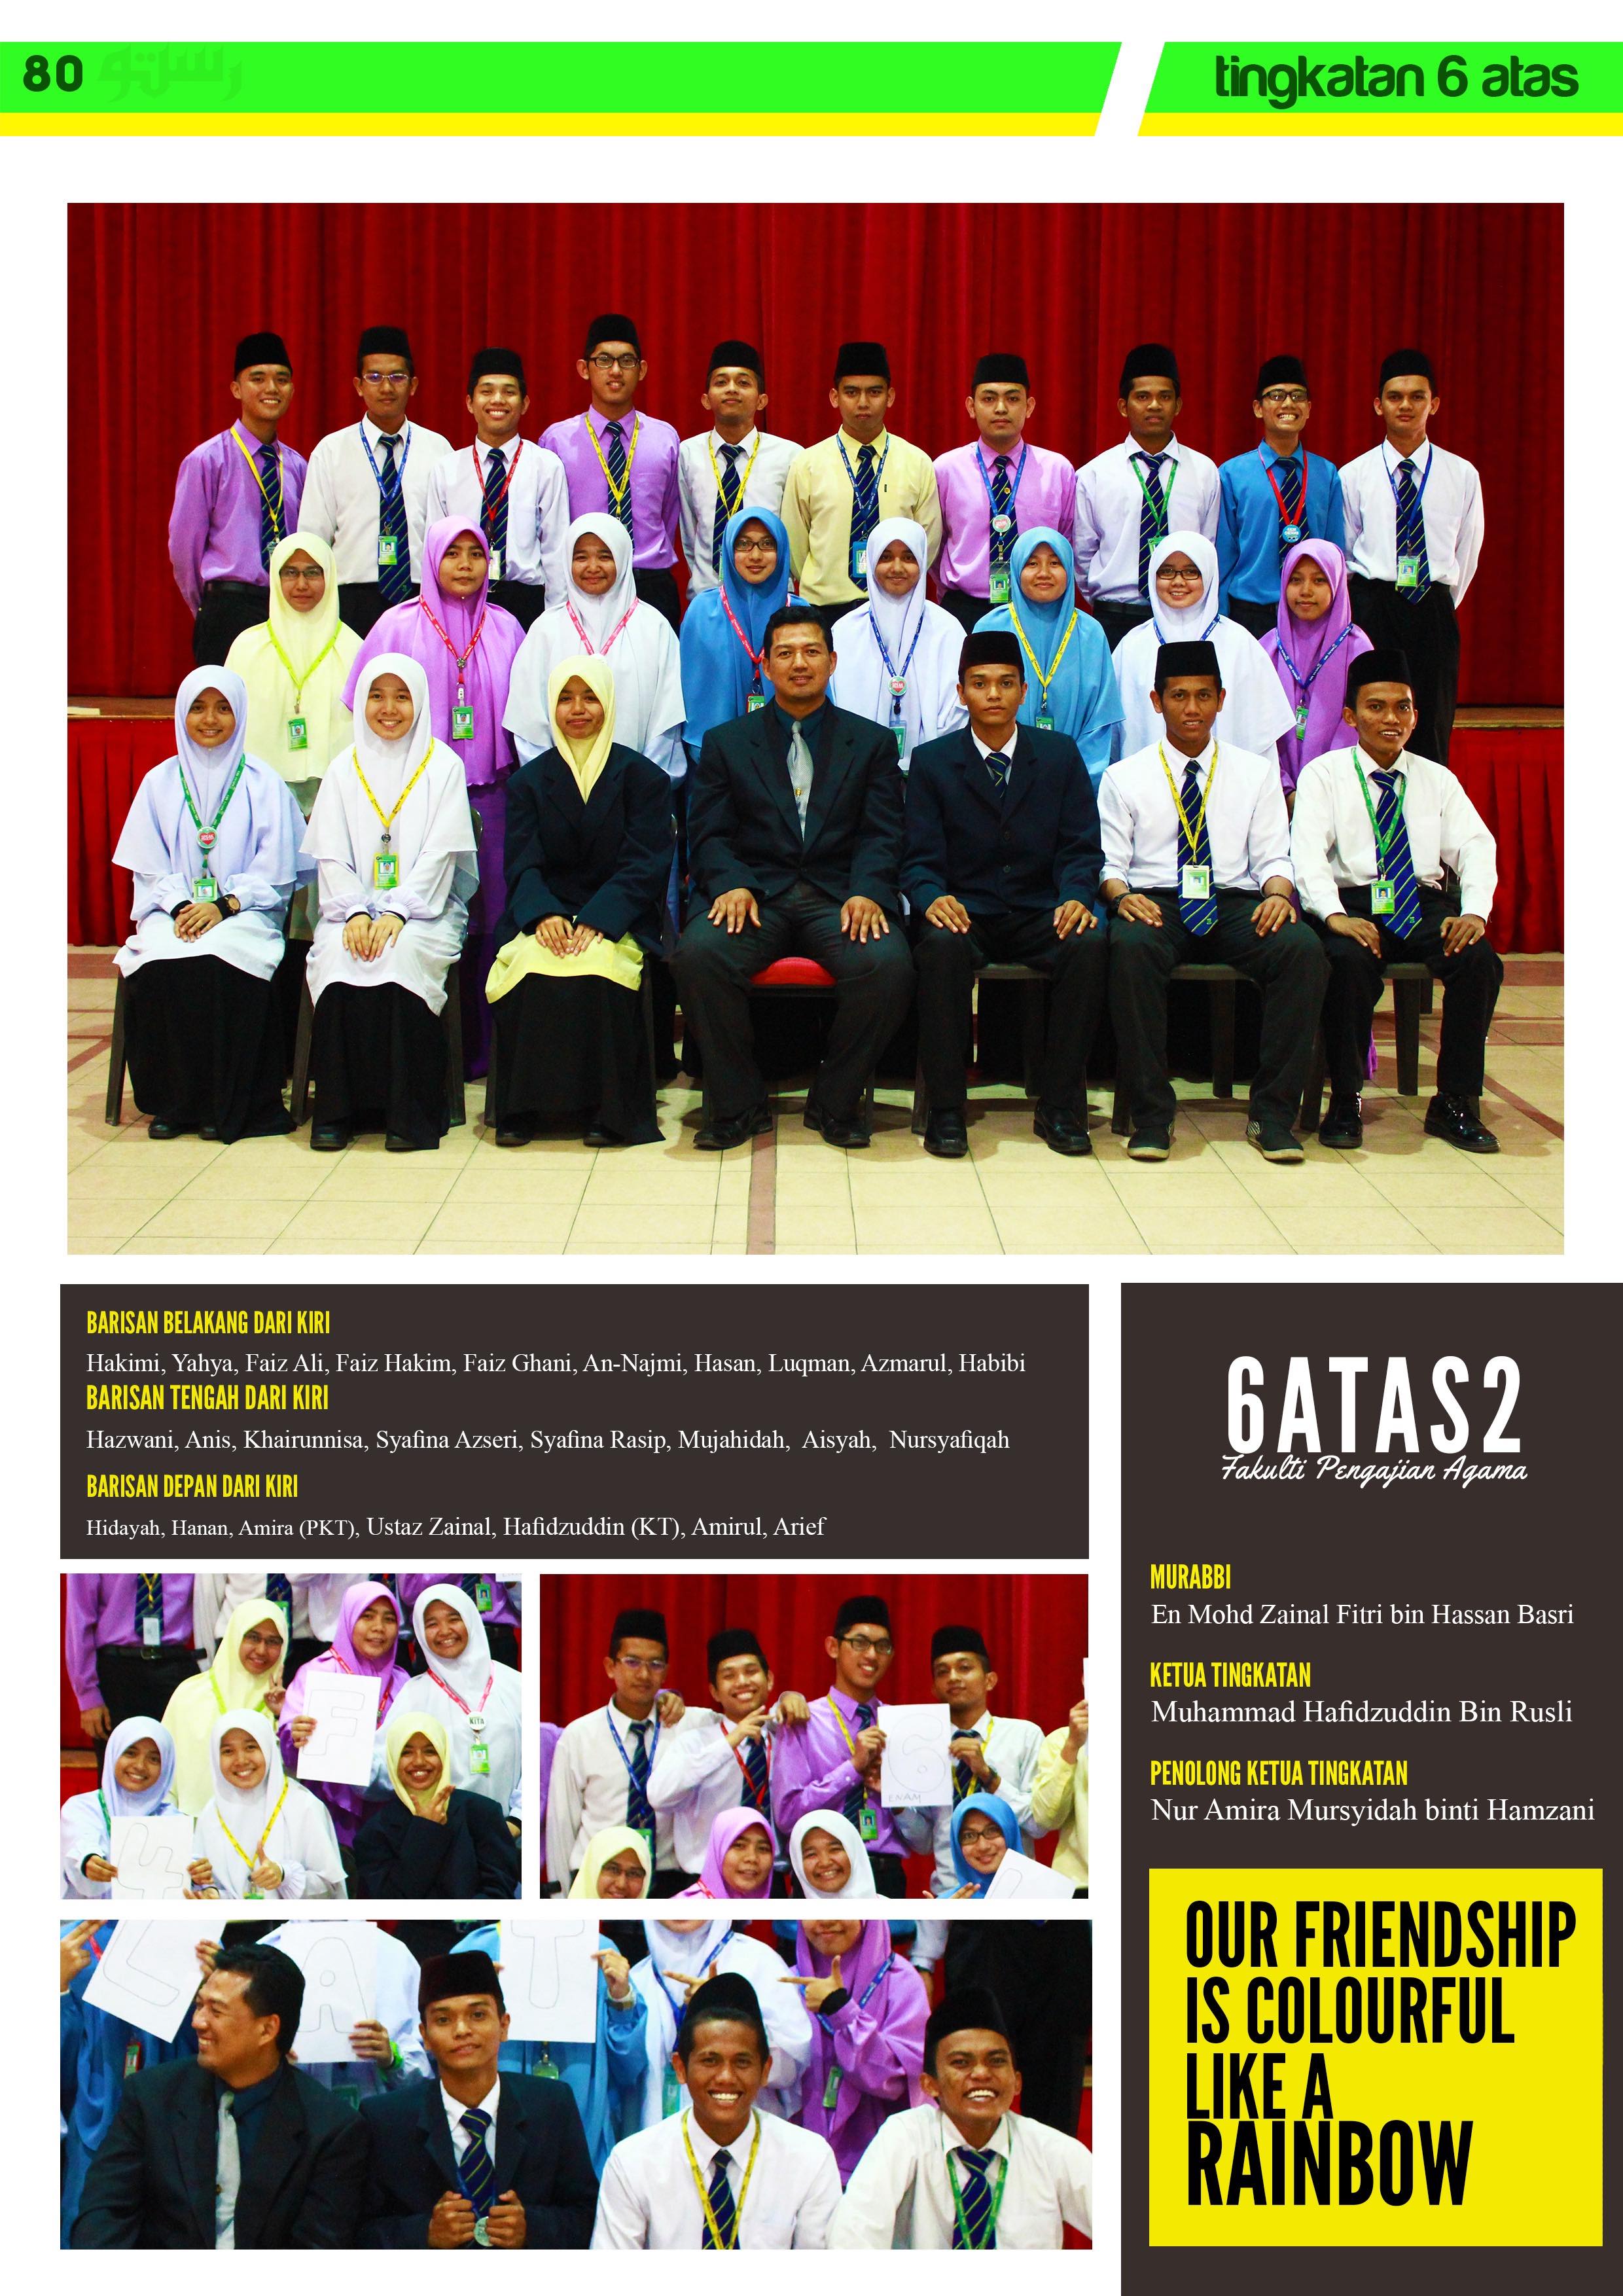 80 رستو
tingkatan 6 atas
BARISAN BELAKANG DARI KIRI
Hakimi, Yahya, Faiz Ali, Faiz Hakim, Faiz Ghani, An-Najmi, Hasan, Luqman, Azmarul, Habibi
BARISAN TENGAH DARI KIRI
Hazwani, Anis, Khairunnisa, Syafina Azseri, Syafina Rasip, Mujahidah, Aisyah, Nursyafiqah
BARISAN DEPAN DARI KIRI
Hidayah, Hanan, Amira (PKT), Ustaz Zainal, Hafidzuddin (KT), Amirul, Arief
6ATAS2
Fakulti Pengajian Agama
MURABBI
En Mohd Zainal Fitri bin Hassan Basri
KETUA TINGKATAN
Muhammad Hafidzuddin Bin Rusli
PENOLONG KETUA TINGKATAN
Nur Amira Mursyidah binti Hamzani
F
4
6
ENAM
L
A
T
OUR FRIENDSHIP
IS COLOURFUL
LIKE A
RAINBOW